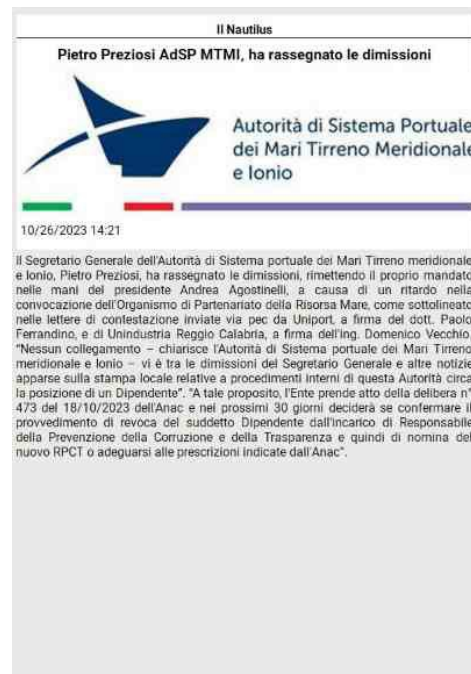 Il Nautilus
Pietro Preziosi AdSP MTMI, ha rassegnato le dimissioni
Autorità di Sistema Portuale
dei Mari Tirreno Meridionale
e Ionio
10/26/2023 14:21
Il Segretario Generale dell'Autorità di Sistema portuale dei Mari Tirreno meridionale
e Ionio, Pietro Preziosi, ha rassegnato le dimissioni, rimettendo il proprio mandato
nelle mani del presidente Andrea Agostinelli, a causa di un ritardo nella
convocazione dell'Organismo di Partenariato della Risorsa Mare, come sottolineato
nelle lettere di contestazione inviate via pec da Uniport, a firma del dott. Paolo
Ferrandino, e di Unindustria Reggio Calabria, a firma dell'ing. Domenico Vecchio.
"Nessun collegamento – chiarisce l'Autorità di Sistema portuale dei Mari Tirreno
meridionale e Ionio – vi è tra le dimissioni del Segretario Generale e altre notizie
apparse sulla stampa locale relative a procedimenti interni di questa Autorità circa
la posizione di un Dipendente". "A tale proposito, l'Ente prende atto della delibera n°
473 del 18/10/2023 dell'Anac e nei prossimi 30 giorni deciderà se confermare il
provvedimento di revoca del suddetto Dipendente dall'incarico di Responsabile
della Prevenzione della Corruzione e della Trasparenza e quindi di nomina del
nuovo RPCT o adeguarsi alle prescrizioni indicate dall'Anac".